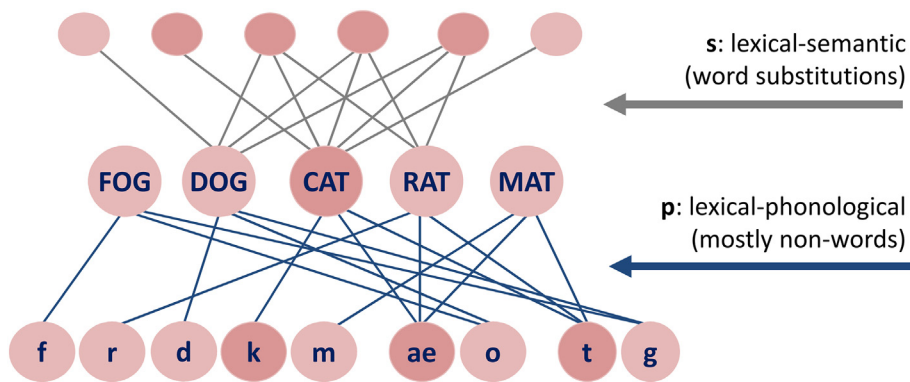 s: lexical-semantic
(word substitutions)
FOG DOG CAT RAT MAT
p: lexical-phonological
(mostly non-words)
f r d k m ae o t g